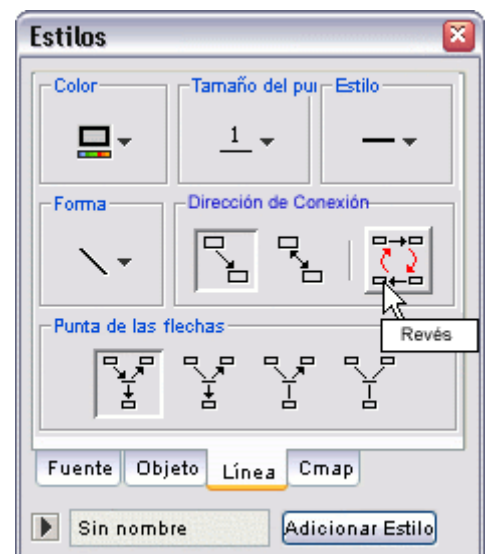 Estilos
Color
Tamaño del pu
Estilo
1
Forma
Dirección de Conexión
Revés
Punta de las flechas
Fuente
Objeto
Línea
Cmap
Sin nombre
Adicionar Estilo